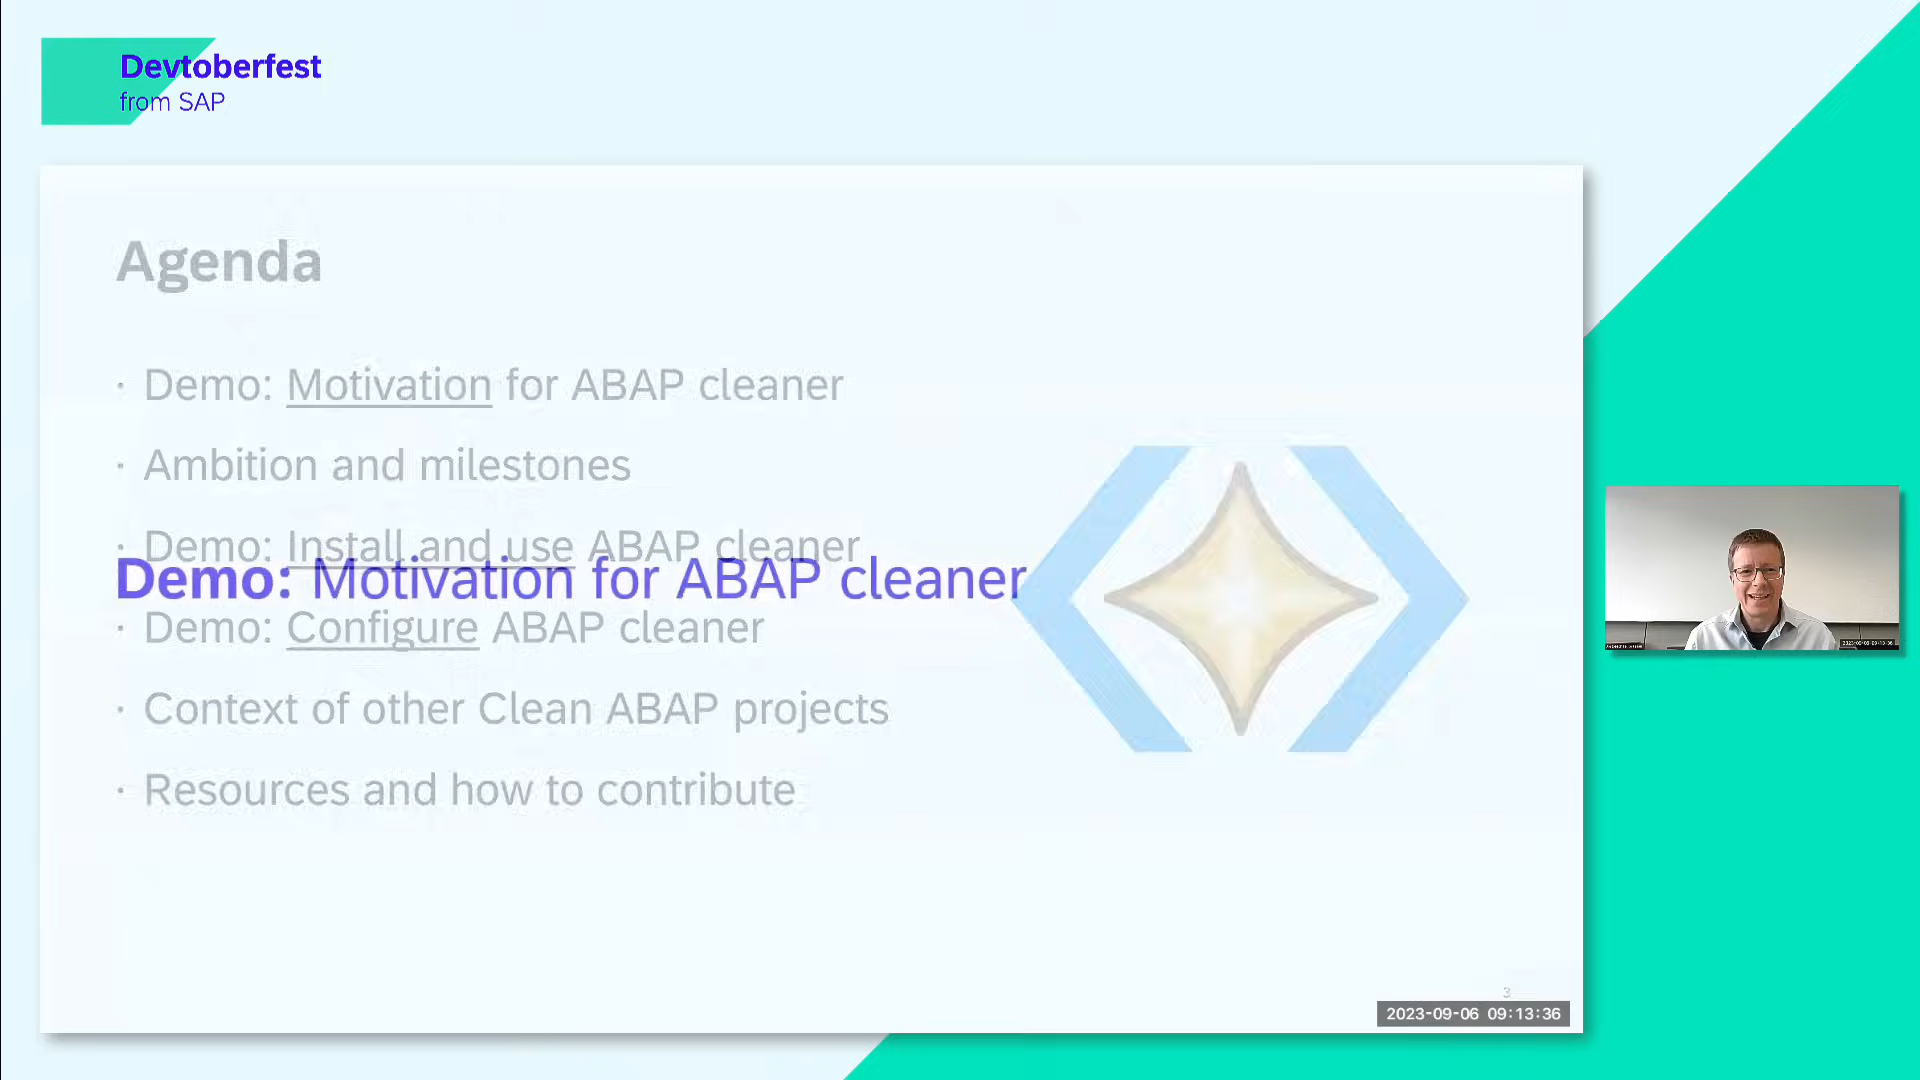 Devtoberfest
from SAP
Agenda
· Demo: Motivation for ABAP cleaner
· Ambition and milestones
· Demo: Install and use ABAP cleaner
Demo: Motivation for ABAP cleaner
· Demo: Configure ABAP cleaner
· Context of other Clean ABAP projects
· Resources and how to contribute
3
2023-09-06 09:13:36